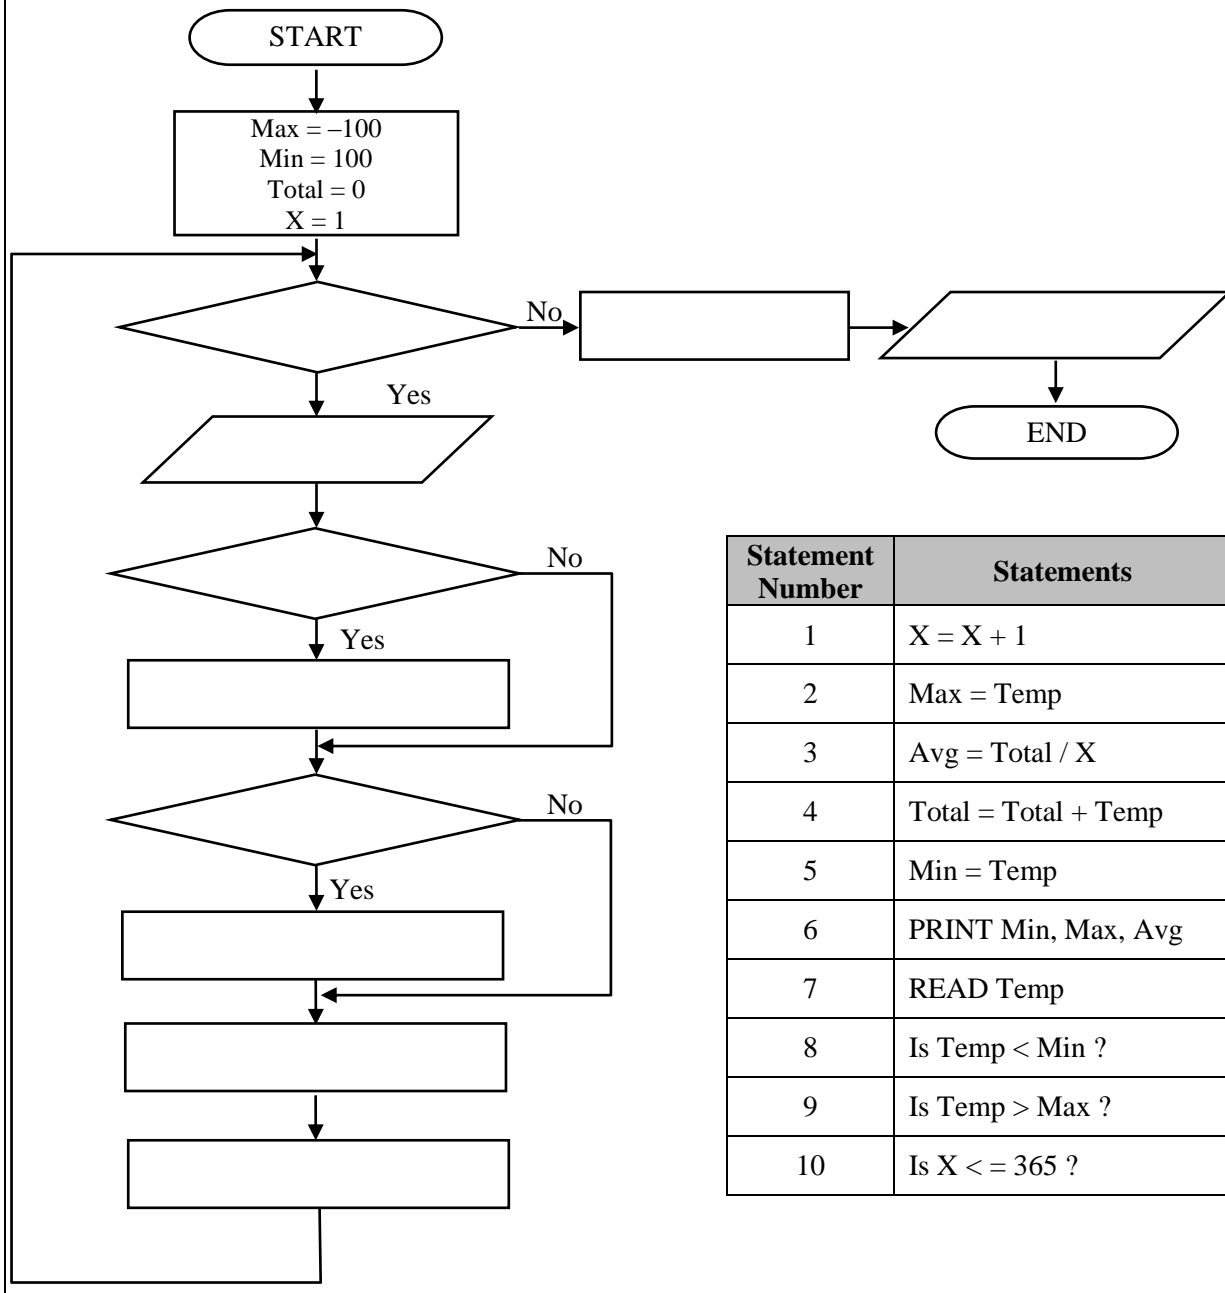 START
Max = –100
Min = 100
Total = 0
X = 1
No
Yes
END
No
Yes
No
Yes
Statement Number Statements
1 X = X + 1
2 Max = Temp
3 Avg = Total / X
4 Total = Total + Temp
5 Min = Temp
6 PRINT Min, Max, Avg
7 READ Temp
8 Is Temp < Min ?
9 Is Temp > Max ?
10 Is X < = 365 ?